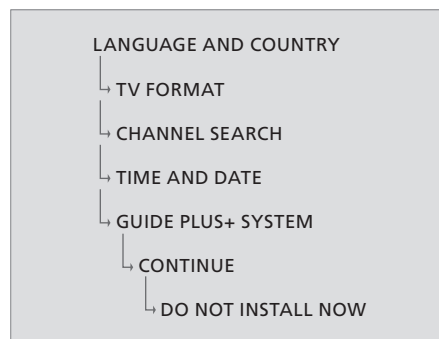 LANGUAGE AND COUNTRY
TV FORMAT
CHANNEL SEARCH
TIME AND DATE
GUIDE PLUS+ SYSTEM
CONTINUE
DO NOT INSTALL NOW